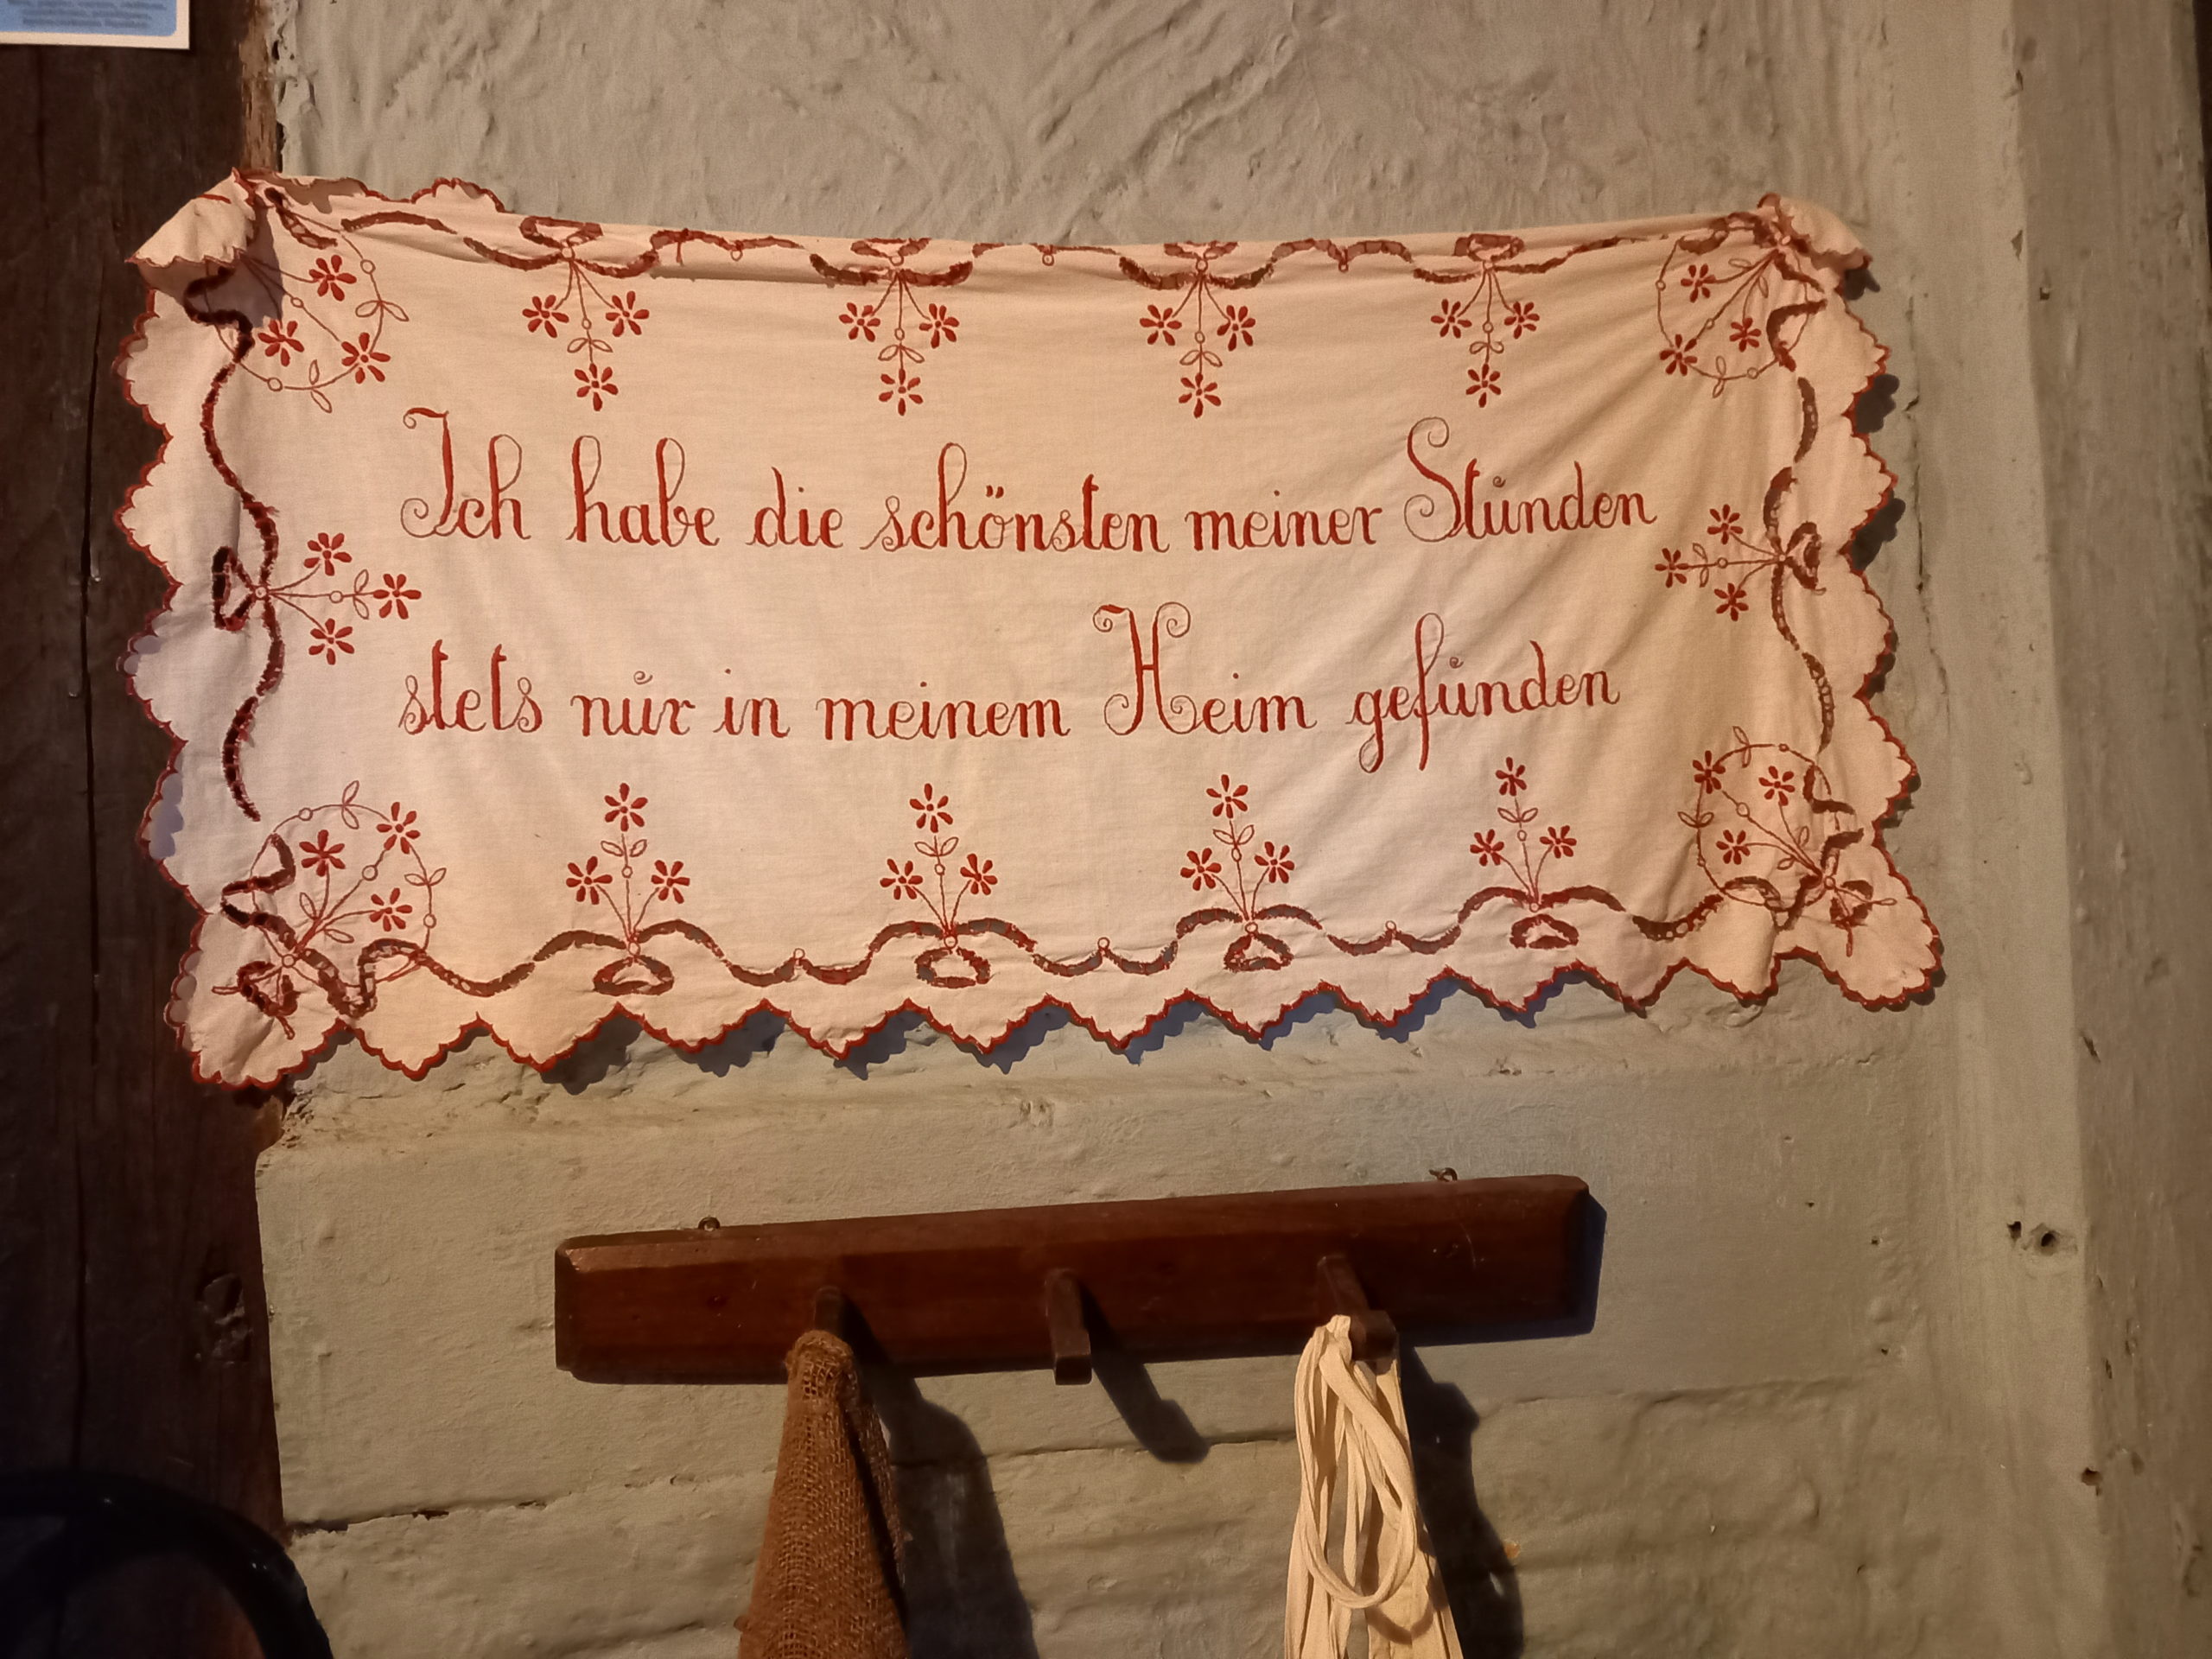 Ich habe die schönsten meiner Stunden
stets nur in meinem Heim gefunden